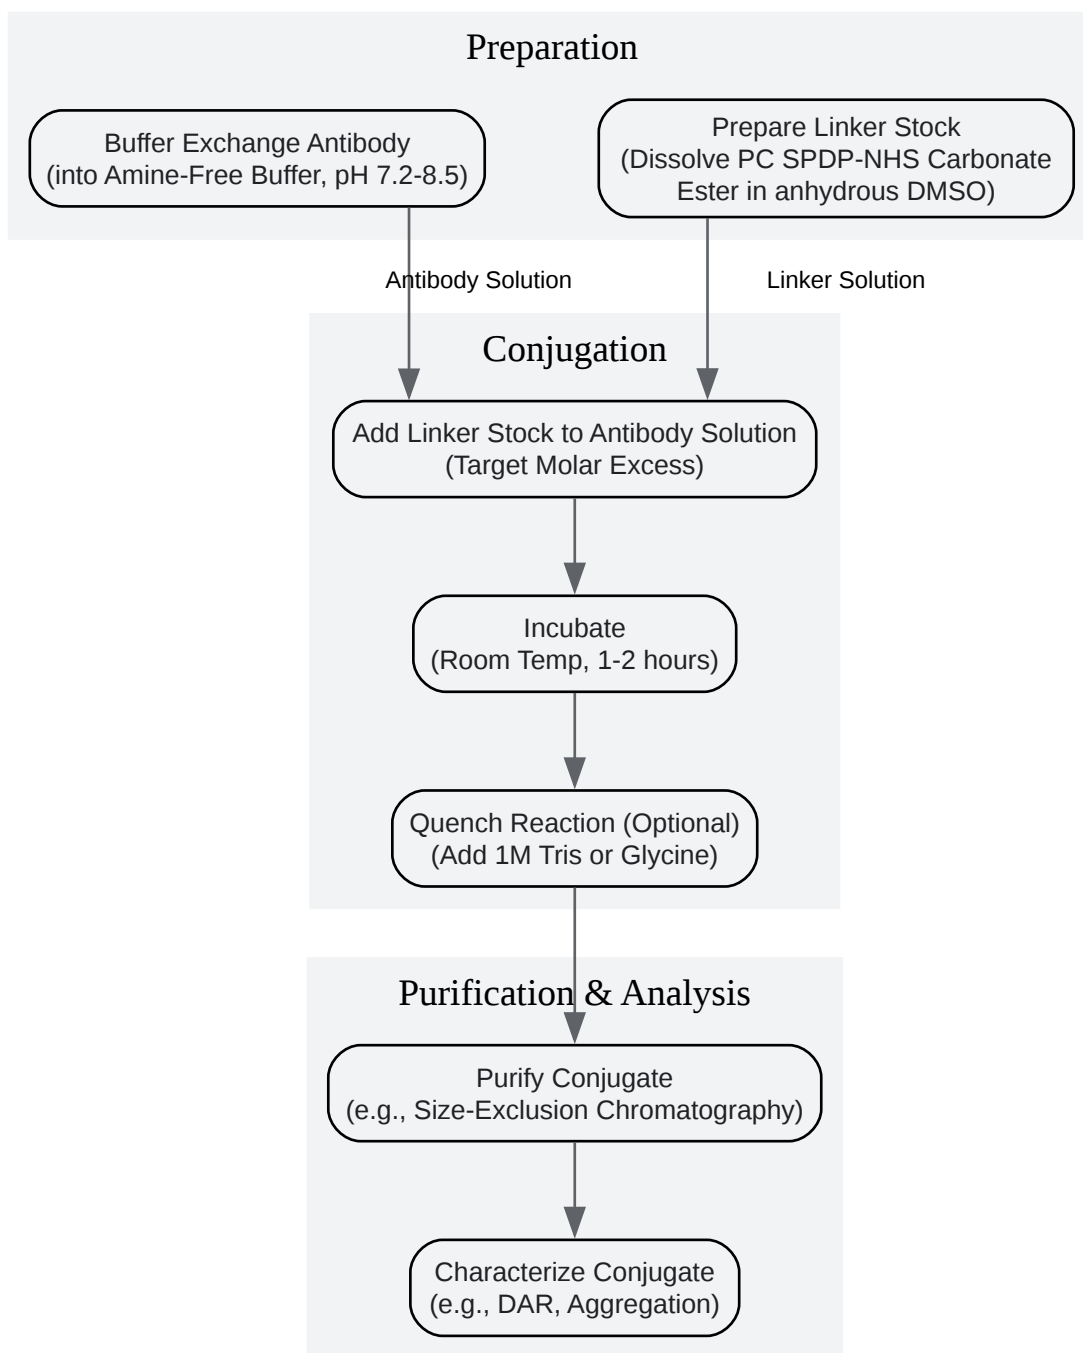 Preparation
Buffer Exchange Antibody
(into Amine-Free Buffer, pH 7.2-8.5)
Prepare Linker Stock
(Dissolve PC SPDP-NHS Carbonate
Ester in anhydrous DMSO)
Antibody Solution
Linker Solution
Conjugation
Add Linker Stock to Antibody Solution
(Target Molar Excess)
Incubate
(Room Temp, 1-2 hours)
Quench Reaction (Optional)
(Add 1M Tris or Glycine)
Purification & Analysis
Purify Conjugate
(e.g., Size-Exclusion Chromatography)
Characterize Conjugate
(e.g., DAR, Aggregation)